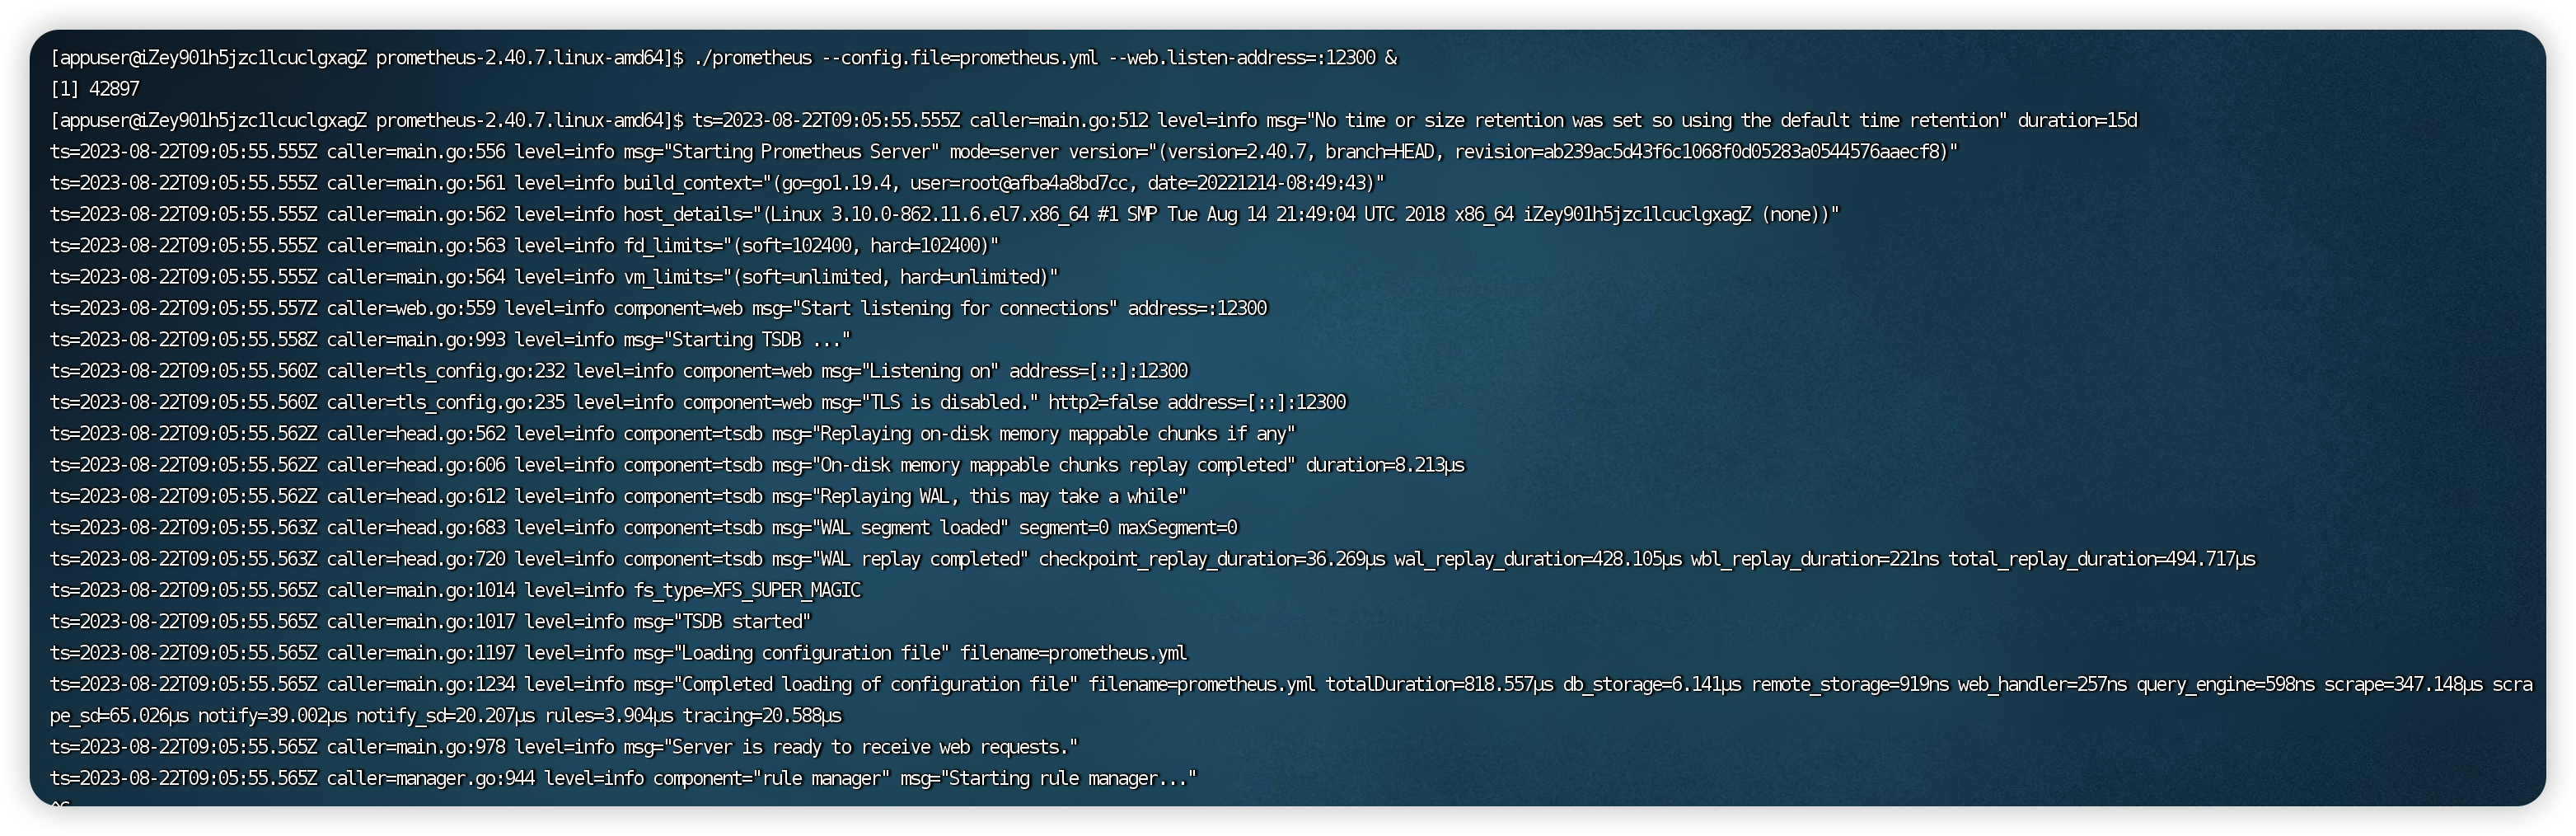 [appuser@iZey901h5jzc1lcuclgxagZ prometheus-2.40.7.linux-amd64]$ ./prometheus --config.file=prometheus.yml --web.listen-address=:12300 &
[1] 42897
[appuser@iZey901h5jzc1lcuclgxagZ prometheus-2.40.7.linux-amd64]$ ts=2023-08-22T09:05:55.555Z caller=main.go:512 level=info msg="No time or size retention was set so using the default time retention" duration=15d
ts=2023-08-22T09:05:55.555Z caller=main.go:556 level=info msg="Starting Prometheus Server" mode=server version="(version=2.40.7, branch=HEAD, revision=ab239ac5d43f6c1068f0d05283a0544576aaecf8)"
ts=2023-08-22T09:05:55.555Z caller=main.go:561 level=info build_context="(go=go1.19.4, user=root@afba4a8bd7cc, date=20221214-08:49:43)"
ts=2023-08-22T09:05:55.555Z caller=main.go:562 level=info host_details="(Linux 3.10.0-862.11.6.el7.x86_64 #1 SMP Tue Aug 14 21:49:04 UTC 2018 x86_64 iZey901h5jzc1lcuclgxagZ (none))"
ts=2023-08-22T09:05:55.555Z caller=main.go:563 level=info fd_limits="(soft=102400, hard=102400)"
ts=2023-08-22T09:05:55.555Z caller=main.go:564 level=info vm_limits="(soft=unlimited, hard=unlimited)"
ts=2023-08-22T09:05:55.557Z caller=web.go:559 level=info component=web msg="Start listening for connections" address=:12300
ts=2023-08-22T09:05:55.558Z caller=main.go:993 level=info msg="Starting TSDB ..."
ts=2023-08-22T09:05:55.560Z caller=tls_config.go:232 level=info component=web msg="Listening on" address=[::]:12300
ts=2023-08-22T09:05:55.560Z caller=tls_config.go:235 level=info component=web msg="TLS is disabled." http2=false address=[::]:12300
ts=2023-08-22T09:05:55.562Z caller=head.go:562 level=info component=tsdb msg="Replaying on-disk memory mappable chunks if any"
ts=2023-08-22T09:05:55.562Z caller=head.go:606 level=info component=tsdb msg="On-disk memory mappable chunks replay completed" duration=8.213µs
ts=2023-08-22T09:05:55.562Z caller=head.go:612 level=info component=tsdb msg="Replaying WAL, this may take a while"
ts=2023-08-22T09:05:55.563Z caller=head.go:683 level=info component=tsdb msg="WAL segment loaded" segment=0 maxSegment=0
ts=2023-08-22T09:05:55.563Z caller=head.go:720 level=info component=tsdb msg="WAL replay completed" checkpoint_replay_duration=36.269µs wal_replay_duration=428.105µs wbl_replay_duration=221ns total_replay_duration=494.717µs
ts=2023-08-22T09:05:55.565Z caller=main.go:1014 level=info fs_type=XFS_SUPER_MAGIC
ts=2023-08-22T09:05:55.565Z caller=main.go:1017 level=info msg="TSDB started"
ts=2023-08-22T09:05:55.565Z caller=main.go:1197 level=info msg="Loading configuration file" filename=prometheus.yml
ts=2023-08-22T09:05:55.565Z caller=main.go:1234 level=info msg="Completed loading of configuration file" filename=prometheus.yml totalDuration=818.557µs db_storage=6.141µs remote_storage=919ns web_handler=257ns query_engine=598ns scrape=347.148µs scra
pe_sd=65.026µs notify=39.002µs notify_sd=20.207µs rules=3.904µs tracing=20.588µs
ts=2023-08-22T09:05:55.565Z caller=main.go:978 level=info msg="Server is ready to receive web requests."
ts=2023-08-22T09:05:55.565Z caller=manager.go:944 level=info component="rule manager" msg="Starting rule manager..."